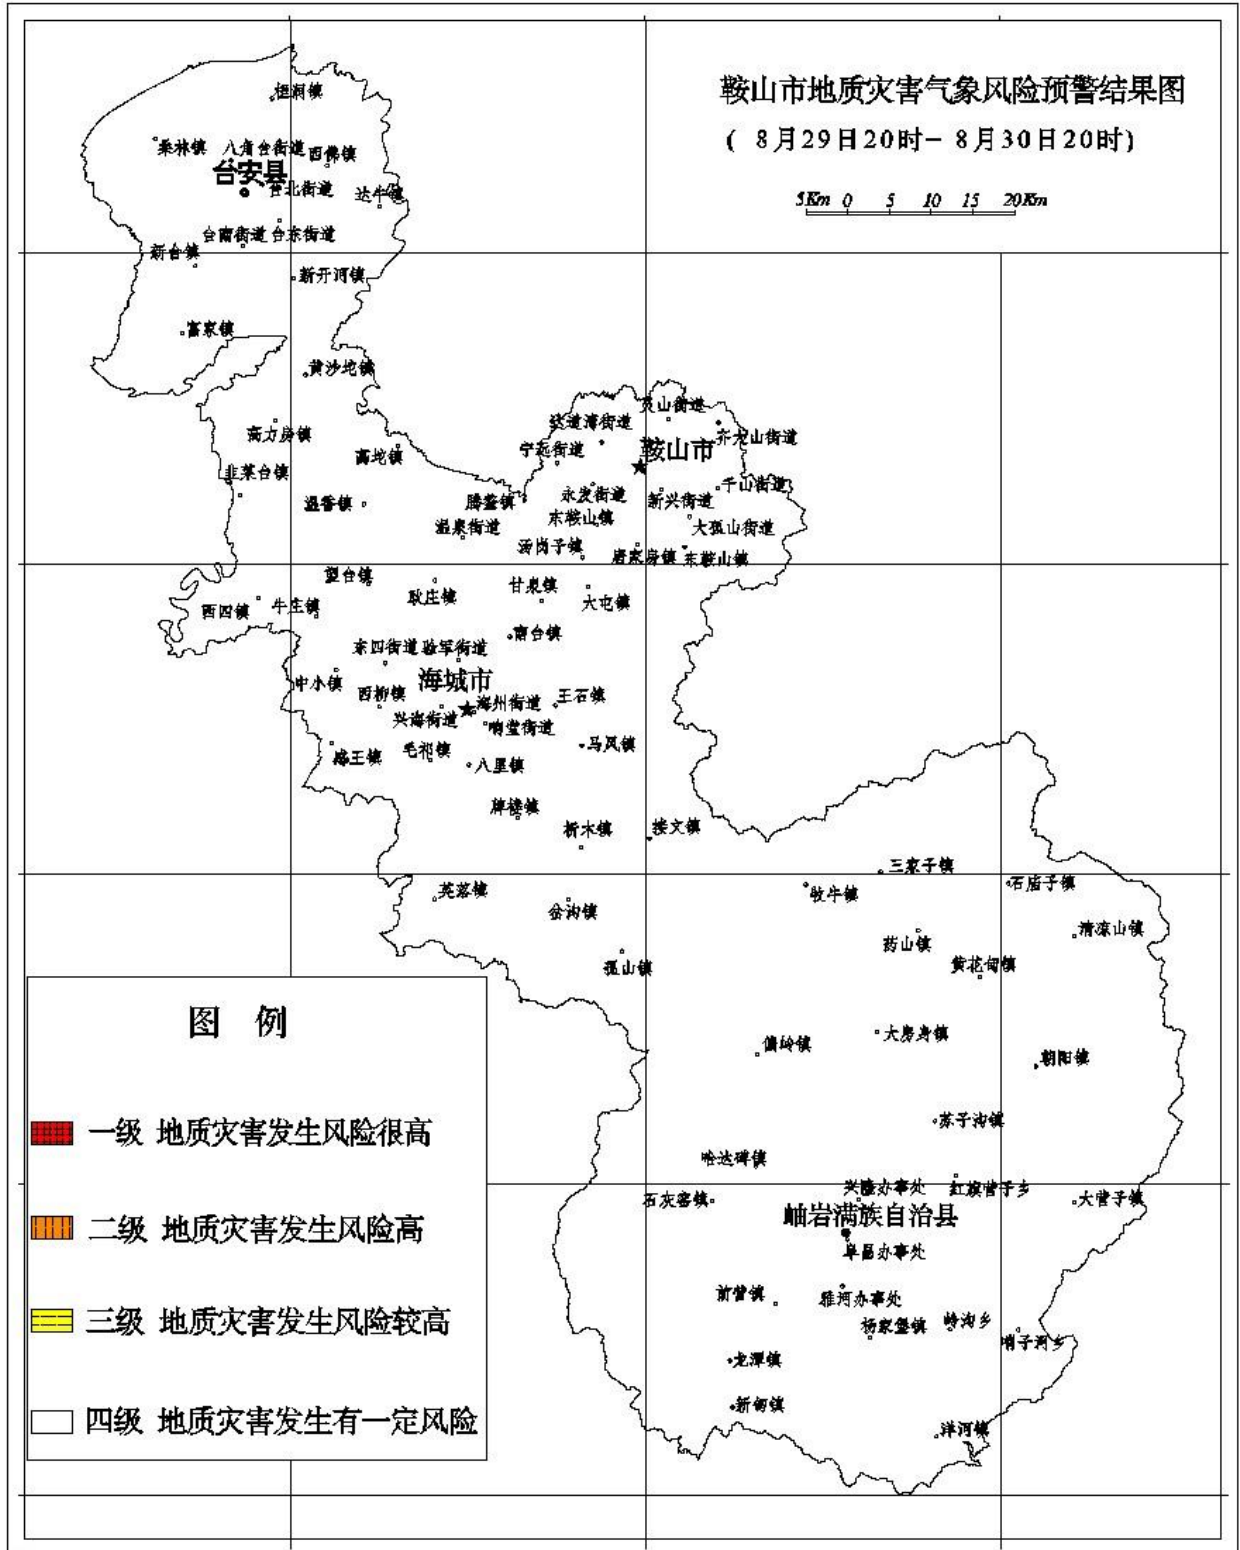 鞍山市地质灾害气象风险预警结果图
( 8月29日20时－8月30日20时)
5Km 0 5 10 15 20Km
桓洞镇
桑林镇 八角台街道 西佛镇
台安县
台北街道 达牛镇
台南街道 台东街道
新台镇
新开河镇
富家镇
黄沙坨镇
灵山街道
达道湾街道
高力房镇 齐大山街道
宁远街道 鞍山市
高坨镇
韭菜台镇
千山街道
温香镇 腾鳌镇 永发街道 新兴街道
东鞍山镇
温泉街道 大孤山街道
汤岗子镇 唐家房镇 东鞍山镇
望台镇
耿庄镇 甘泉镇
西四镇 牛庄镇 大屯镇
南台镇
东四街道 验军街道
中小镇 西柳镇 海城市
王石镇
海州街道
兴海街道 响堂街道
马风镇
感王镇 毛祁镇
八里镇
牌楼镇
析木镇 接文镇
三家子镇
英落镇 牧牛镇 石庙子镇
岔沟镇
清凉山镇
药山镇
孤山镇 黄花甸镇
大房身镇
偏岭镇
朝阳镇
苏子沟镇
哈达碑镇
兴隆办事处 红旗营子乡
石灰窑镇 大营子镇
岫岩满族自治县
阜昌办事处
前营镇 雅河办事处
杨家堡镇 岭沟乡
哨子河乡
龙潭镇
新甸镇
洋河镇
图 例
一级 地质灾害发生风险很高
二级 地质灾害发生风险高
三级 地质灾害发生风险较高
四级 地质灾害发生有一定风险